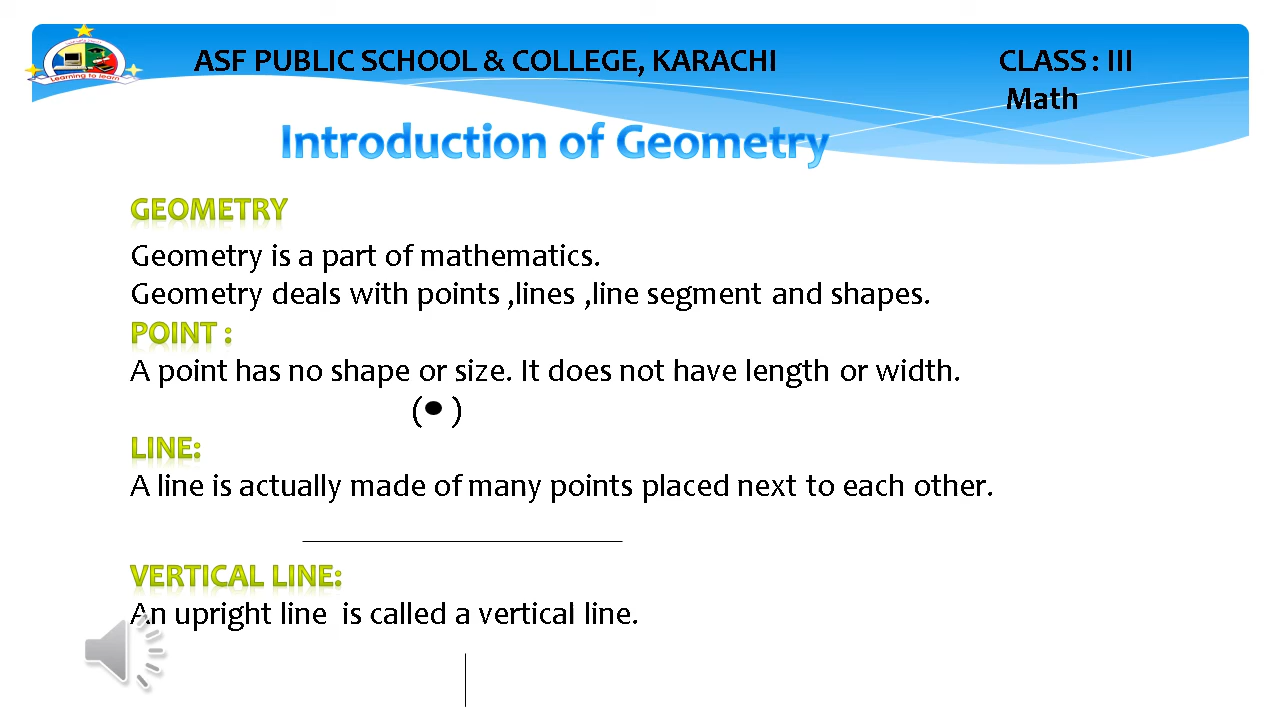 ASF PUBLIC SCHOOL & COLLEGE, KARACHI CLASS : III
Math
Learning to learn
Introduction of Geometry
GEOMETRY
Geometry is a part of mathematics.
Geometry deals with points ,lines ,line segment and shapes.
POINT :
A point has no shape or size. It does not have length or width.
(● )
LINE:
A line is actually made of many points placed next to each other.
VERTICAL LINE:
An upright line  is called a vertical line.